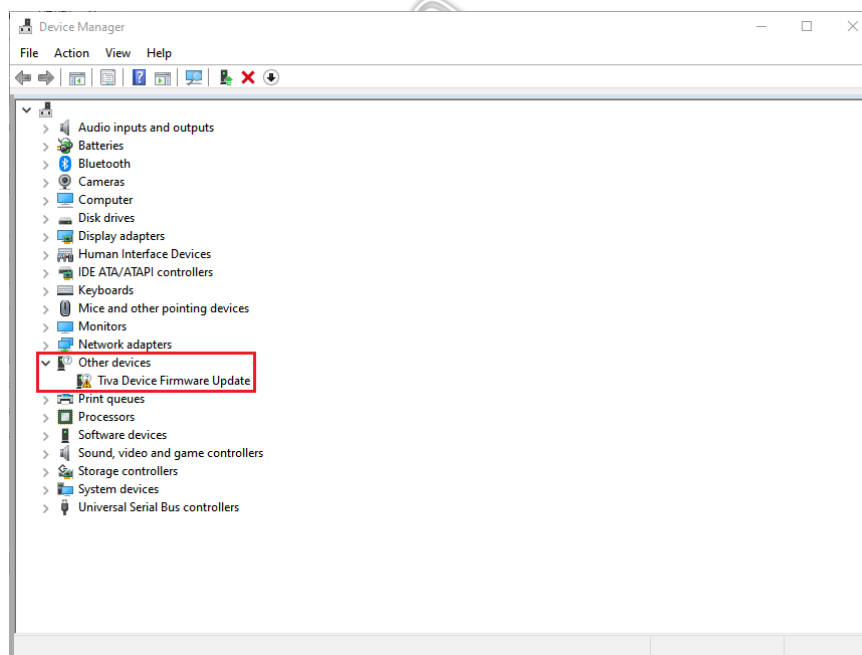 Device Manager
File Action View Help
Audio inputs and outputs
Batteries
Bluetooth
Cameras
Computer
Disk drives
Display adapters
Human Interface Devices
IDE ATA/ATAPI controllers
Keyboards
Mice and other pointing devices
Monitors
Network adapters
Other devices
Tiva Device Firmware Update
Print queues
Processors
Software devices
Sound, video and game controllers
Storage controllers
System devices
Universal Serial Bus controllers